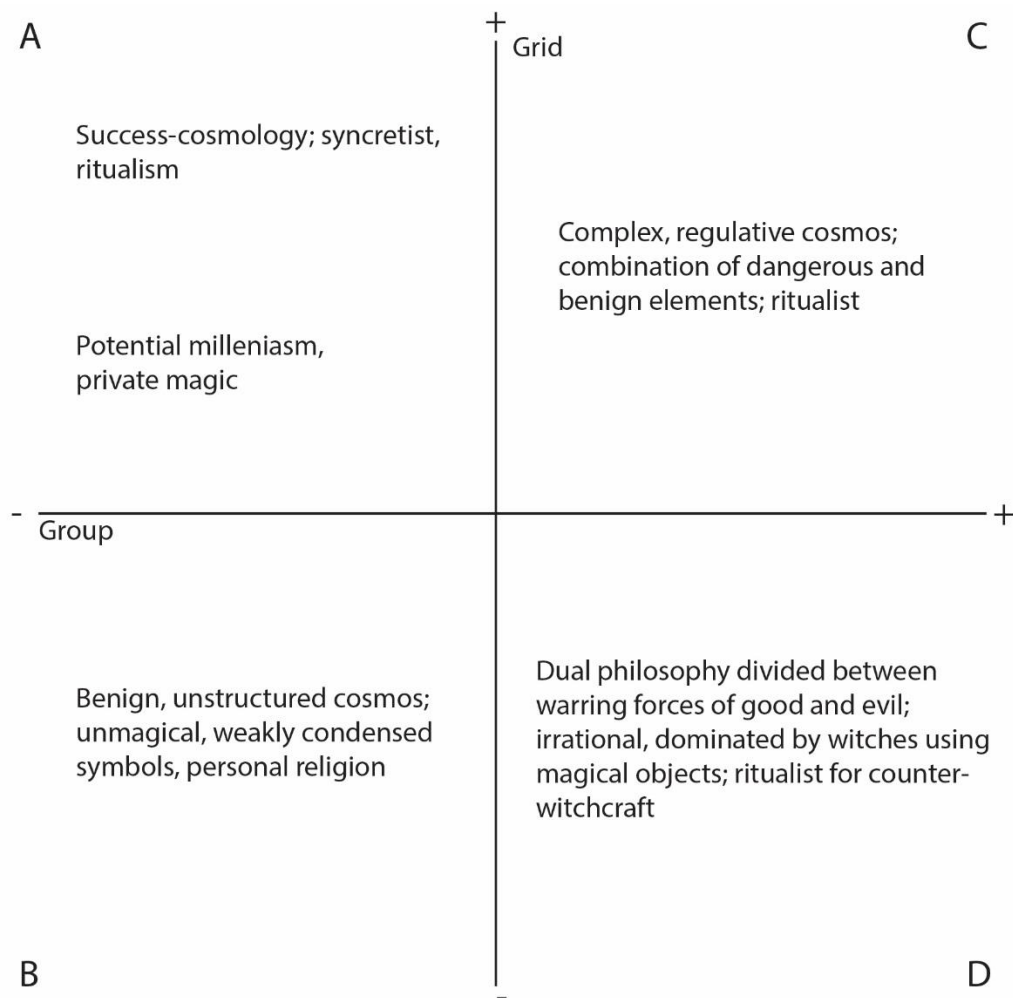 A
+
C
Grid
Success-cosmology; syncretist,
ritualism
Complex, regulative cosmos;
combination of dangerous and
benign elements; ritualist
Potential milleniasm,
private magic
-
+
Group
Benign, unstructured cosmos;
unmagical, weakly condensed
symbols, personal religion
Dual philosophy divided between
warring forces of good and evil;
irrational, dominated by witches using
magical objects; ritualist for counter-
witchcraft
B
-
D